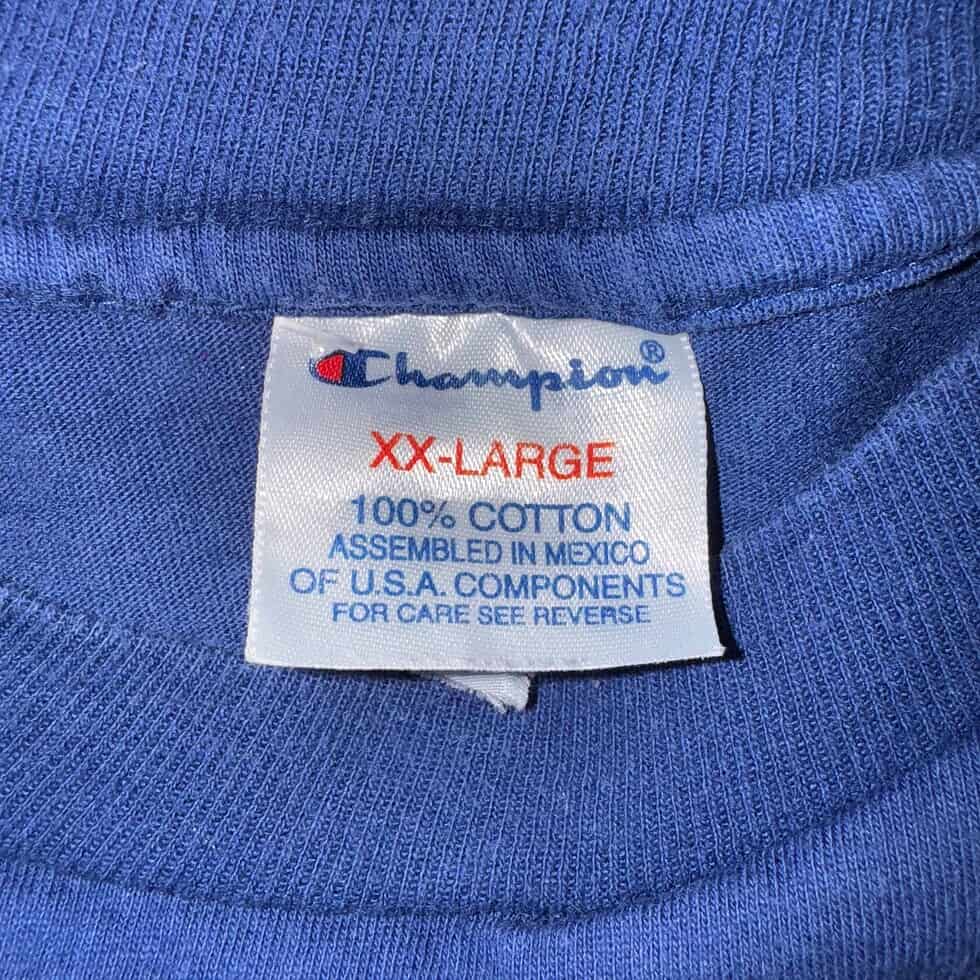 Champion®
XX-LARGE
100% COTTON
ASSEMBLED IN MEXICO
OF U.S.A. COMPONENTS
FOR CARE SEE REVERSE